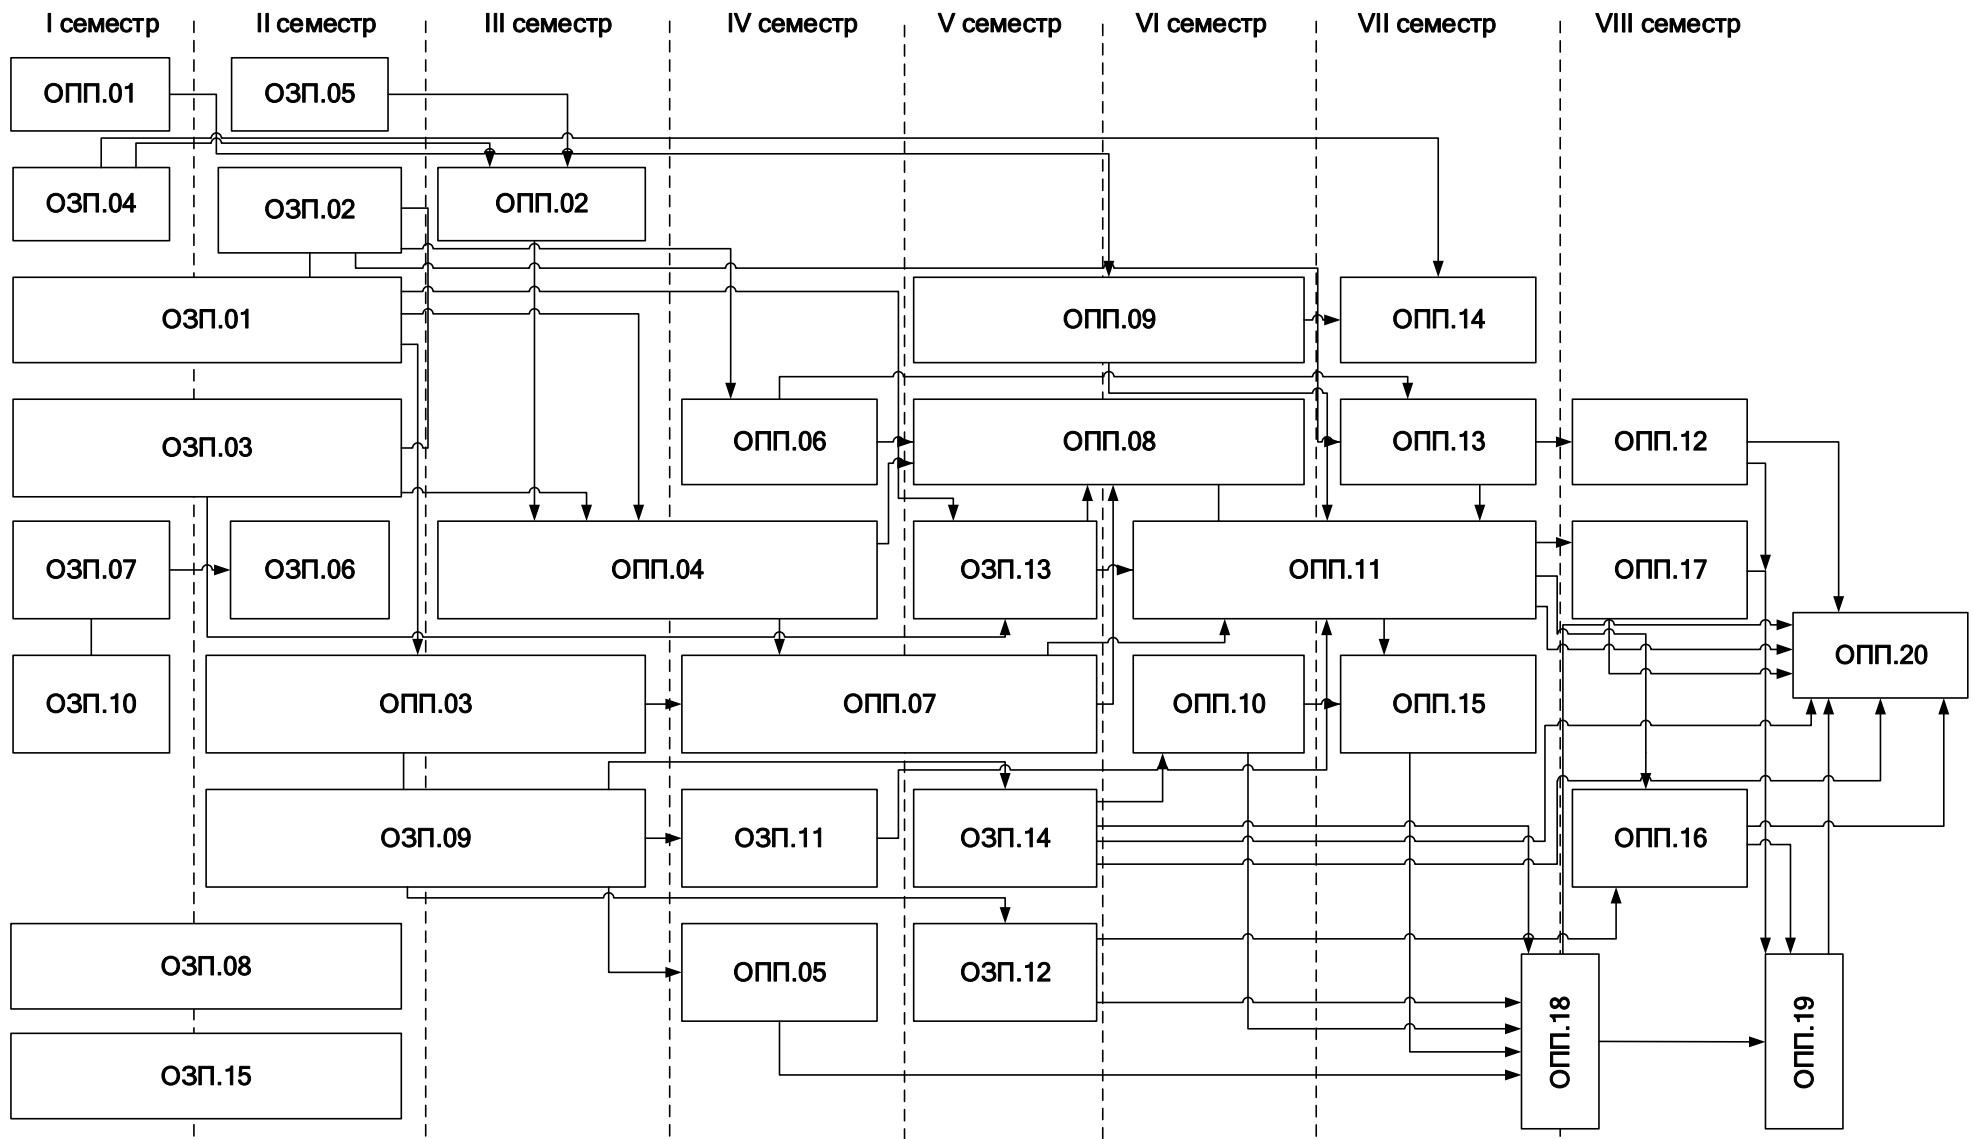 I семестр II семестр III семестр IV семестр V семестр VI семестр VII семестр VIII семестр
ОПП.01 ОЗП.05
ОЗП.04 ОЗП.02 ОПП.02
ОЗП.01 ОПП.09 ОПП.14
ОЗП.03 ОПП.06 ОПП.08 ОПП.13 ОПП.12
ОЗП.07 ОЗП.06 ОПП.04 ОЗП.13 ОПП.11 ОПП.17
ОПП.20
ОЗП.10 ОПП.03 ОПП.07 ОПП.10 ОПП.15
ОЗП.09 ОЗП.11 ОЗП.14 ОПП.16
ОЗП.08 ОПП.05 ОЗП.12
ОПП.18 ОПП.19
ОЗП.15